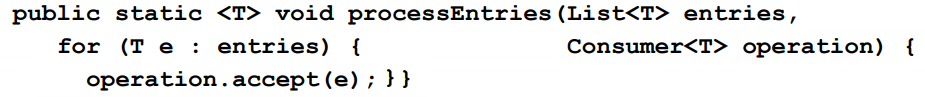 public static <T> void processEntries(List<T> entries,
for (T e : entries) { Consumer<T> operation) {
operation.accept(e);}}